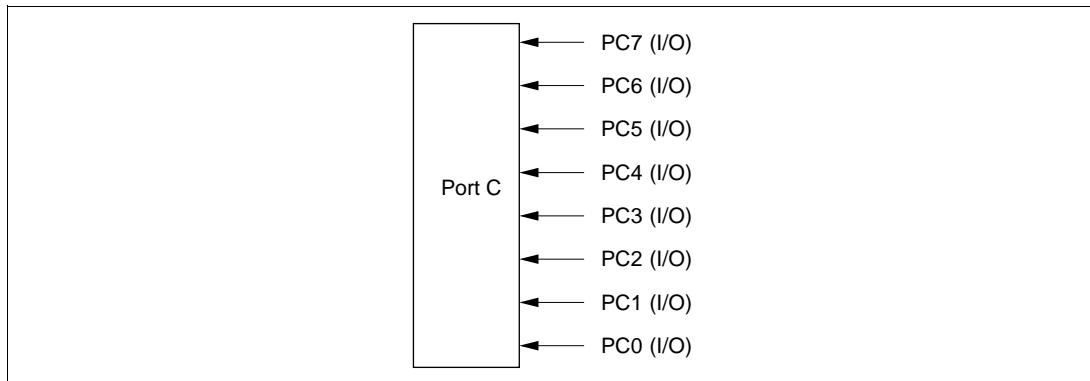 PC7 (I/O)
PC6 (I/O)
PC5 (I/O)
PC4 (I/O)
Port C
PC3 (I/O)
PC2 (I/O)
PC1 (I/O)
PC0 (I/O)